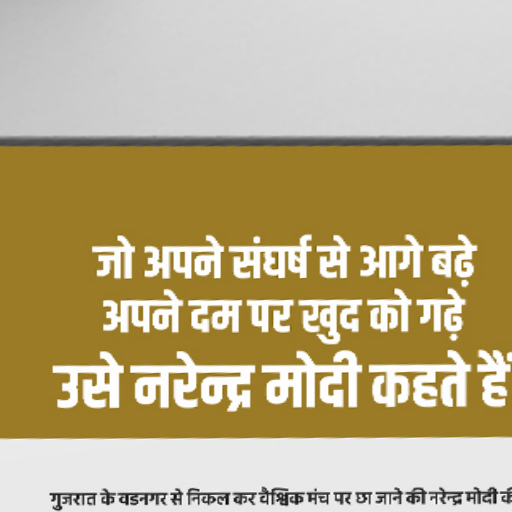 जो अपने संघर्ष से आगे बढ़े
अपने दम पर खुद को गढ़े
उसे नरेन्द्र मोदी कहते हैं
गुजरात के वडनगर से निकल कर वैश्विक मंच पर छा जाने की नरेन्द्र मोदी की